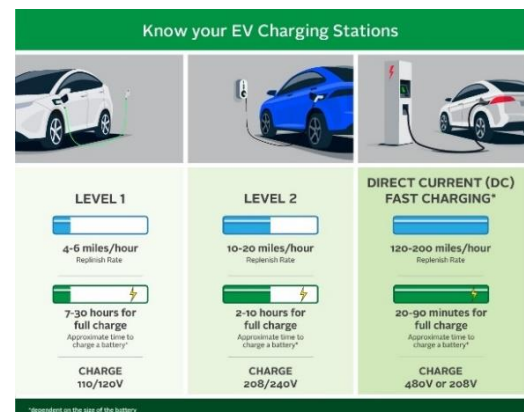 Know your EV Charging Stations
LEVEL 1
4-6 miles/hour
Replinish Rate
7-30 hours for
full charge
Approximate time to
charge a battery*
CHARGE
110/120V
LEVEL 2
10-20 miles/hour
Replenish Rate
2-10 hours for
full charge
Approximate time to
charge a battery*
CHARGE
208/240V
DIRECT CURRENT (DC)
FAST CHARGING*
120-200 miles/hour
Replenish Rate
20-90 minutes for
full charge
Approximate time to
charge a battery*
CHARGE
480V or 208V
*dependent on the size of the battery